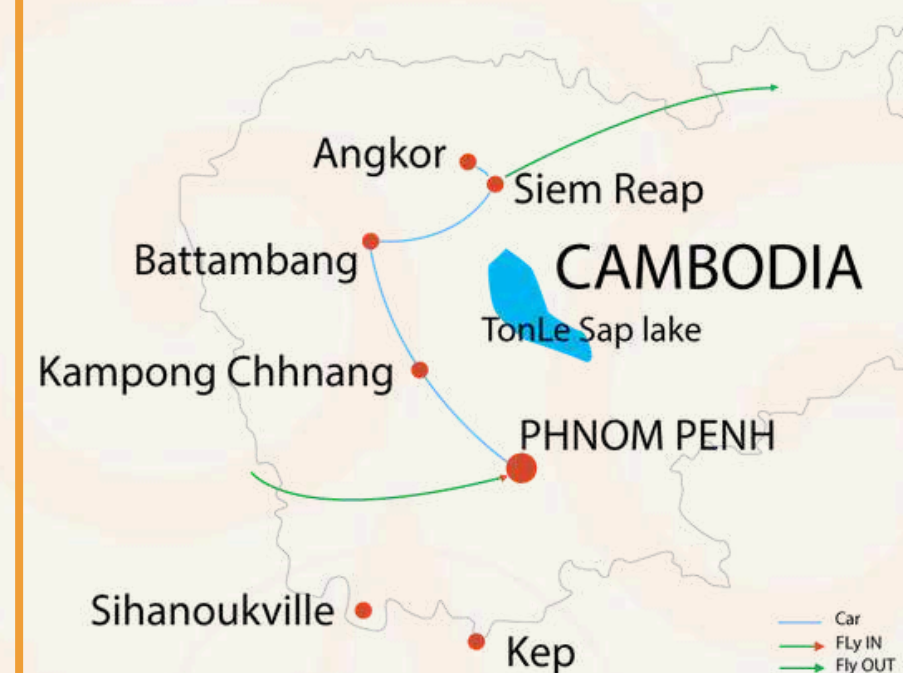 Angkor
Siem Reap
CAMBODIA
Battambang
TonLe Sap lake
Kampong Chhnang
PHNOM PENH
Sihanoukville
Kep
Car
FLy IN
Fly OUT